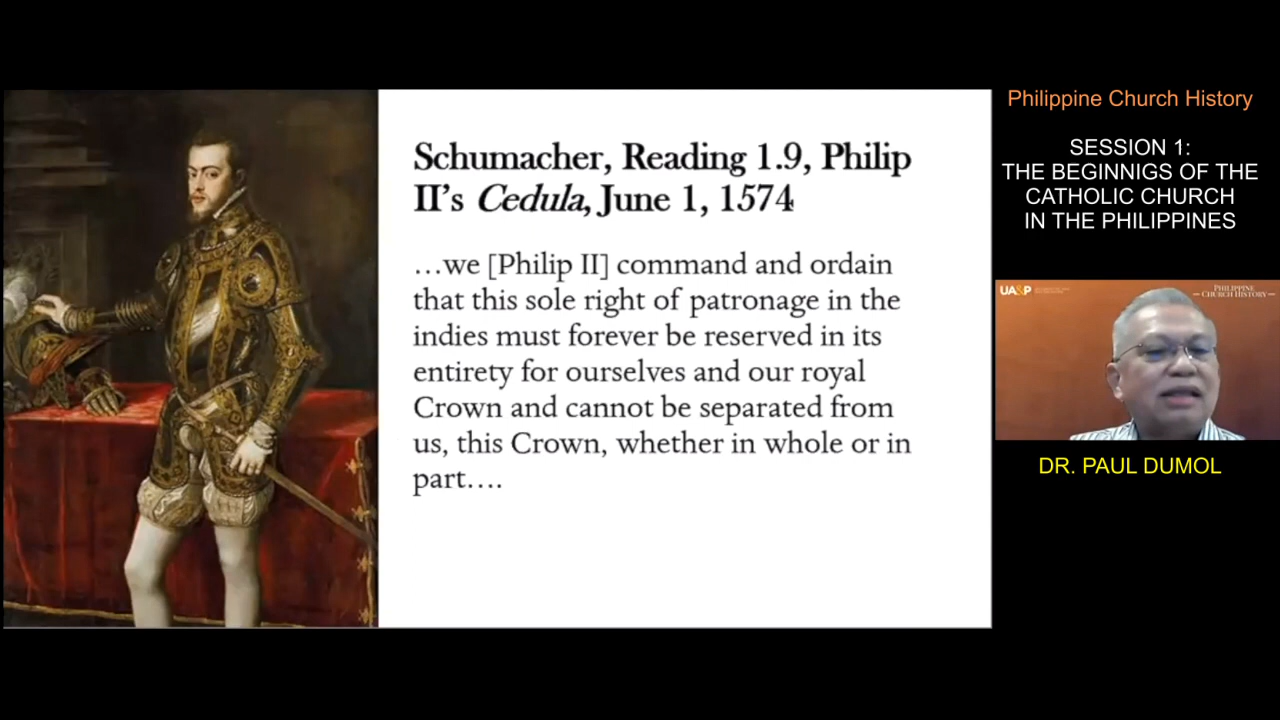 Schumacher, Reading 1.9, Philip
II's Cedula, June 1, 1574
…we [Philip II] command and ordain
that this sole right of patronage in the
indies must forever be reserved in its
entirety for ourselves and our royal
Crown and cannot be separated from
us, this Crown, whether in whole or in
part….
Philippine Church History
SESSION 1:
THE BEGINNIGS OF THE
CATHOLIC CHURCH
IN THE PHILIPPINES
UA&P
PHILIPPINE
CHURCH HISTORY
DR. PAUL DUMOL